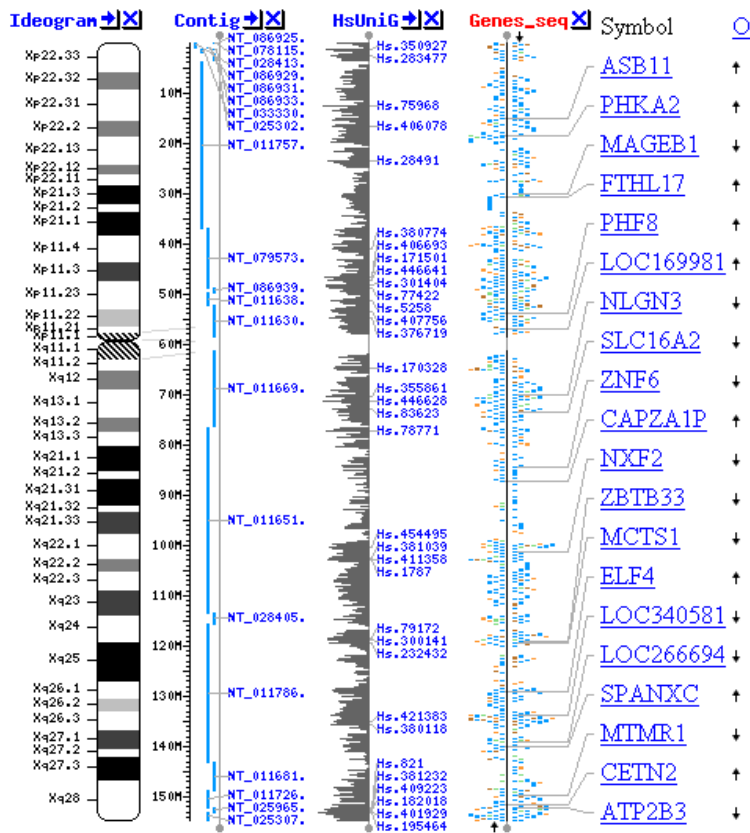 Ideogram Contig HsUniG Genes_seq Symbol O
Xp22.33
Xp22.32
Xp22.31
Xp22.2
Xp22.13
Xp22.12
Xp22.11
Xp21.3
Xp21.2
Xp21.1
Xp11.4
Xp11.3
Xp11.23
Xp11.22
Xp11.21
Xp11.1
Xq11.1
Xq11.2
Xq12
Xq13.1
Xq13.2
Xq13.3
Xq21.1
Xq21.2
Xq21.31
Xq21.32
Xq21.33
Xq22.1
Xq22.2
Xq22.3
Xq23
Xq24
Xq25
Xq26.1
Xq26.2
Xq26.3
Xq27.1
Xq27.2
Xq27.3
Xq28
10M
20M
30M
40M
50M
60M
70M
80M
90M
100M
110M
120M
130M
140M
150M
NT_086925.
NT_078115.
NT_028413.
NT_086929.
NT_086931.
NT_086933.
NT_033330.
NT_025302.
NT_011757.
NT_079573.
NT_086939.
NT_011638.
NT_011630.
NT_011669.
NT_011651.
NT_028405.
NT_011786.
NT_011681.
NT_011726.
NT_025965.
NT_025307.
Hs.350927
Hs.283477
Hs.75968
Hs.406078
Hs.28491
Hs.380774
Hs.406693
Hs.171501
Hs.446641
Hs.301404
Hs.77422
Hs.5258
Hs.407756
Hs.376719
Hs.170328
Hs.355861
Hs.446628
Hs.83623
Hs.78771
Hs.454495
Hs.381039
Hs.411358
Hs.1787
Hs.79172
Hs.300141
Hs.232432
Hs.421383
Hs.380118
Hs.821
Hs.381232
Hs.409223
Hs.182018
Hs.401929
Hs.195464
ASB11
PHKA2
MAGEB1
FTHL17
PHF8
LOC169981
NLGN3
SLC16A2
ZNF6
CAPZA1P
NXF2
ZBTB33
MCTS1
ELF4
LOC340581
LOC266694
SPANXC
MTMR1
CETN2
ATP2B3